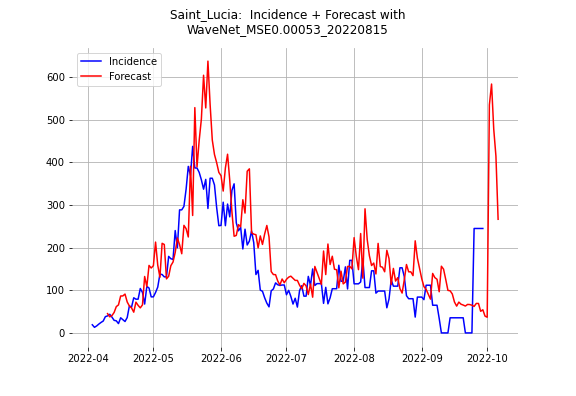 Saint_Lucia:  Incidence + Forecast with
WaveNet_MSE0.00053_20220815
Incidence
Forecast
600
500
400
300
200
100
0
2022-04 2022-05 2022-06 2022-07 2022-08 2022-09 2022-10